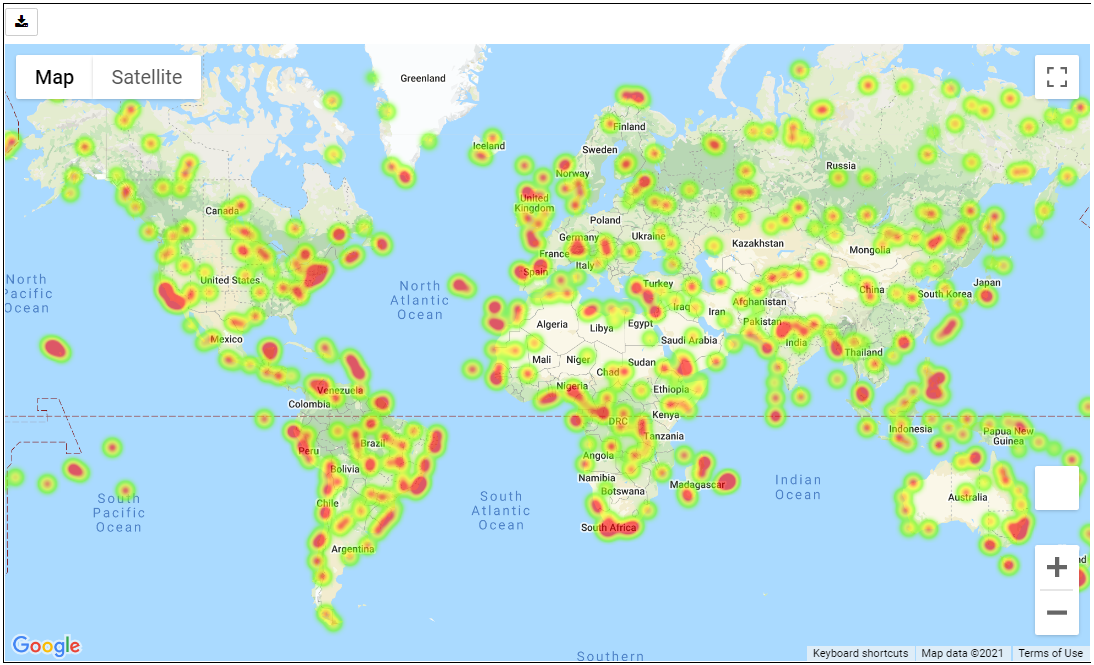 Map
Satellite
Greenland
Iceland
Finland
Sweden
Norway
Russia
Canada
United
Kingdom
Poland
Germany
Ukraine
Kazakhstan
Mongolia
France
Italy
Spain
Turkey
North
Pacific
Ocean
United States
North
Atlantic
Ocean
China
Japan
South Korea
Afghanistan
Iraq
Iran
Pakistan
Algeria
Libya
Egypt
Saudi Arabia
India
Mexico
Mali
Niger
Chad
Sudan
Thailand
Nigeria
Ethiopia
Venezuela
Colombia
DRC
Kenya
Tanzania
Indonesia
Papua New
Guinea
Brazil
Peru
Bolivia
Angola
Namibia
Botswana
Madagascar
Indian
Ocean
Australia
South
Pacific
Ocean
South
Atlantic
Ocean
Chile
South Africa
Argentina
nd
Google
Southern
Keyboard shortcuts
Map data ©2021
Terms of Use